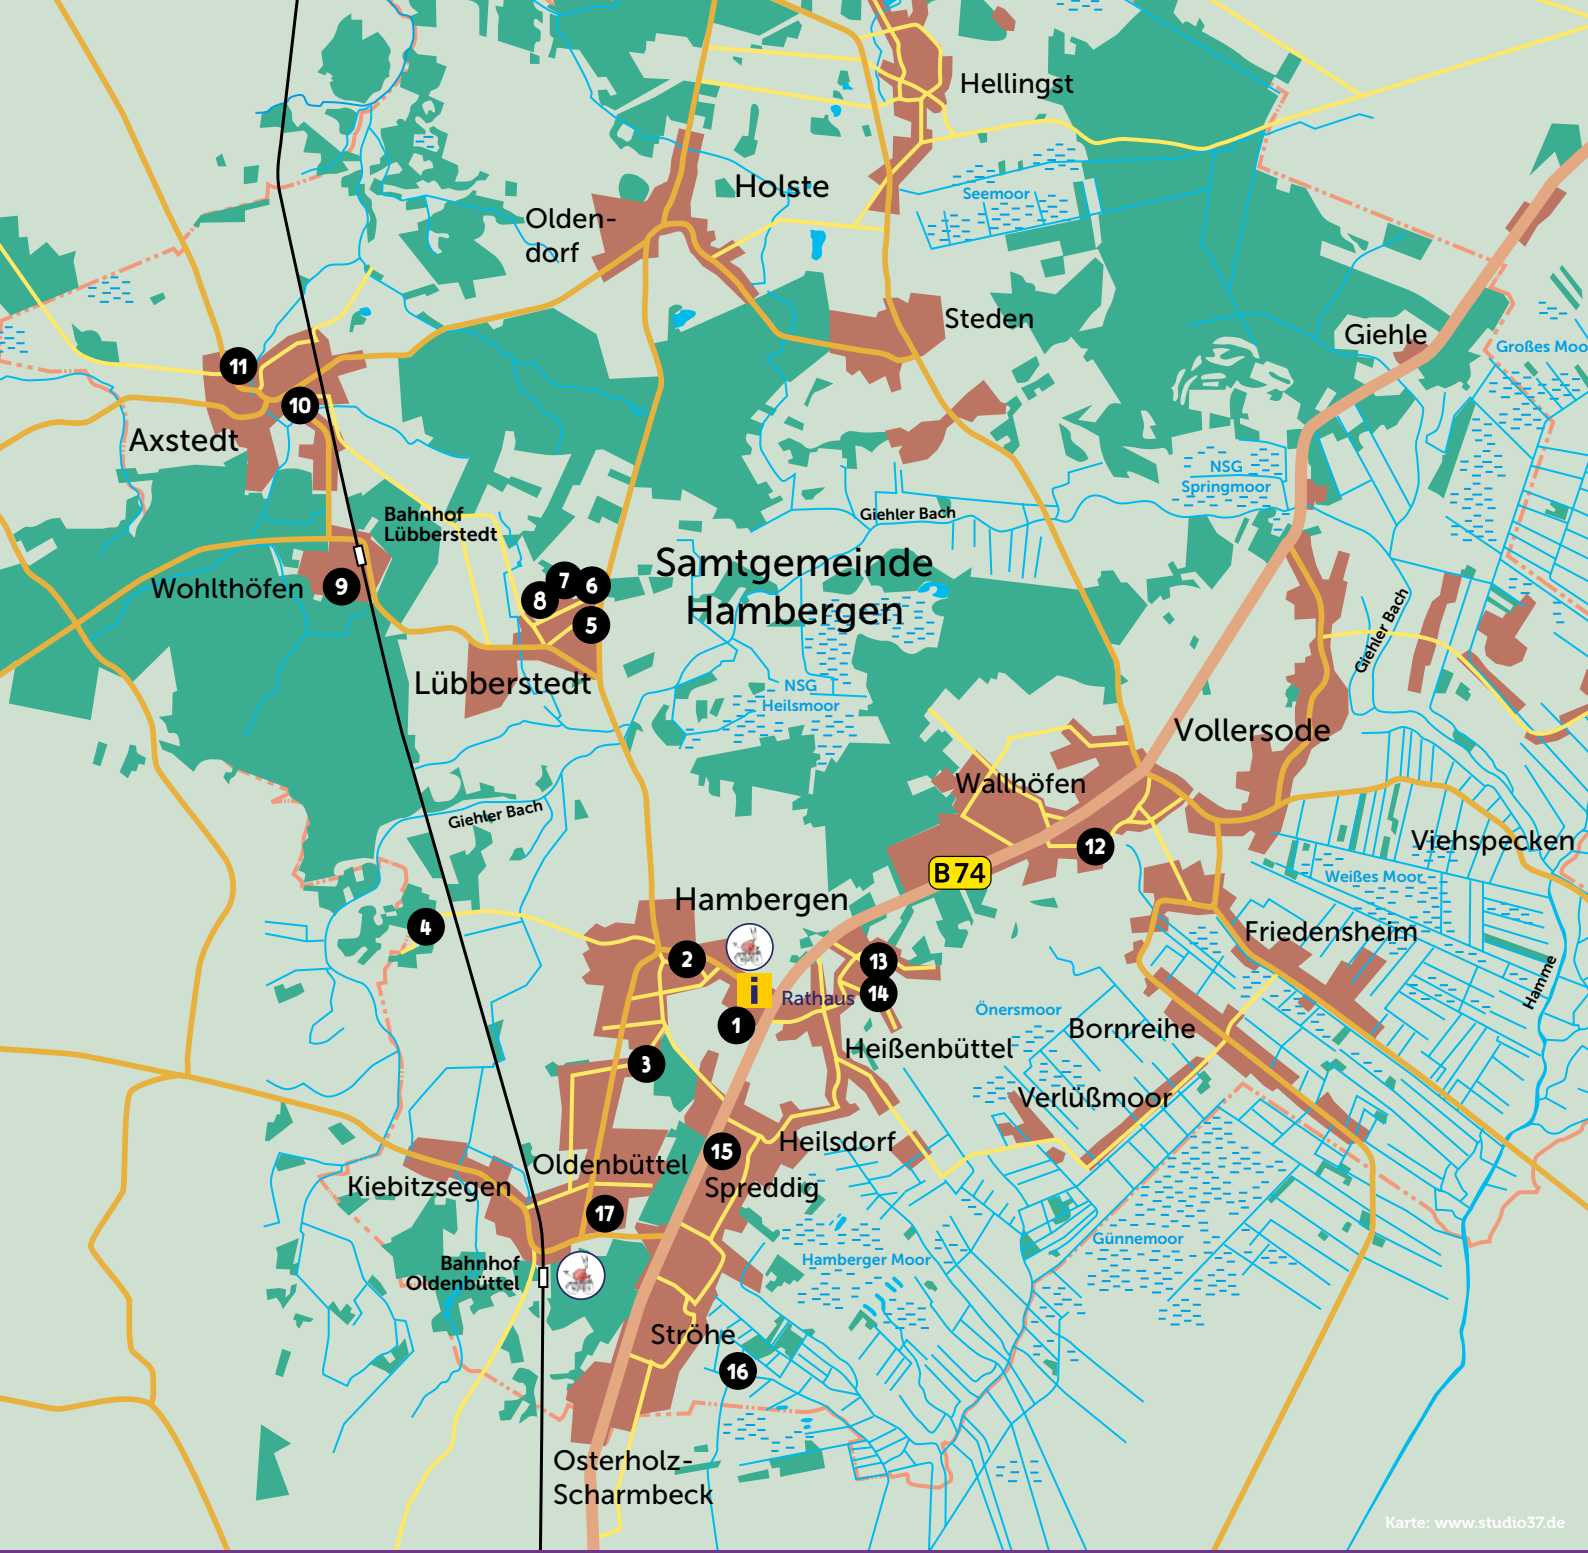 Hellingst
Holste
Seemoor
Olden-
dorf
Steden
Giehle
Großes Moo
11
10
Axstedt
NSG
Springmoor
Bahnhof
Lübberstedt
Giehler Bach
Samtgemeinde
Hambergen
Wohlthöfen
9
8
7
6
5
Giehler Bach
Lübberstedt
NSG
Heilsmoor
Vollersode
Wallhöfen
Giehler Bach
12
Viehspecken
B 74
Weißes Moor
Hambergen
4
Friedensheim
2
13
i
Rathaus
14
Hamme
1
Önersmoor
Bornreihe
Heißenbüttel
3
Verlüßmoor
Heilsdorf
15
Oldenbüttel
Kiebitzsegen
Spreddig
17
Günnemoor
Hamberger Moor
Bahnhof
Oldenbüttel
Ströhe
16
Osterholz-
Scharmbeck
Karte: www.studio37.de